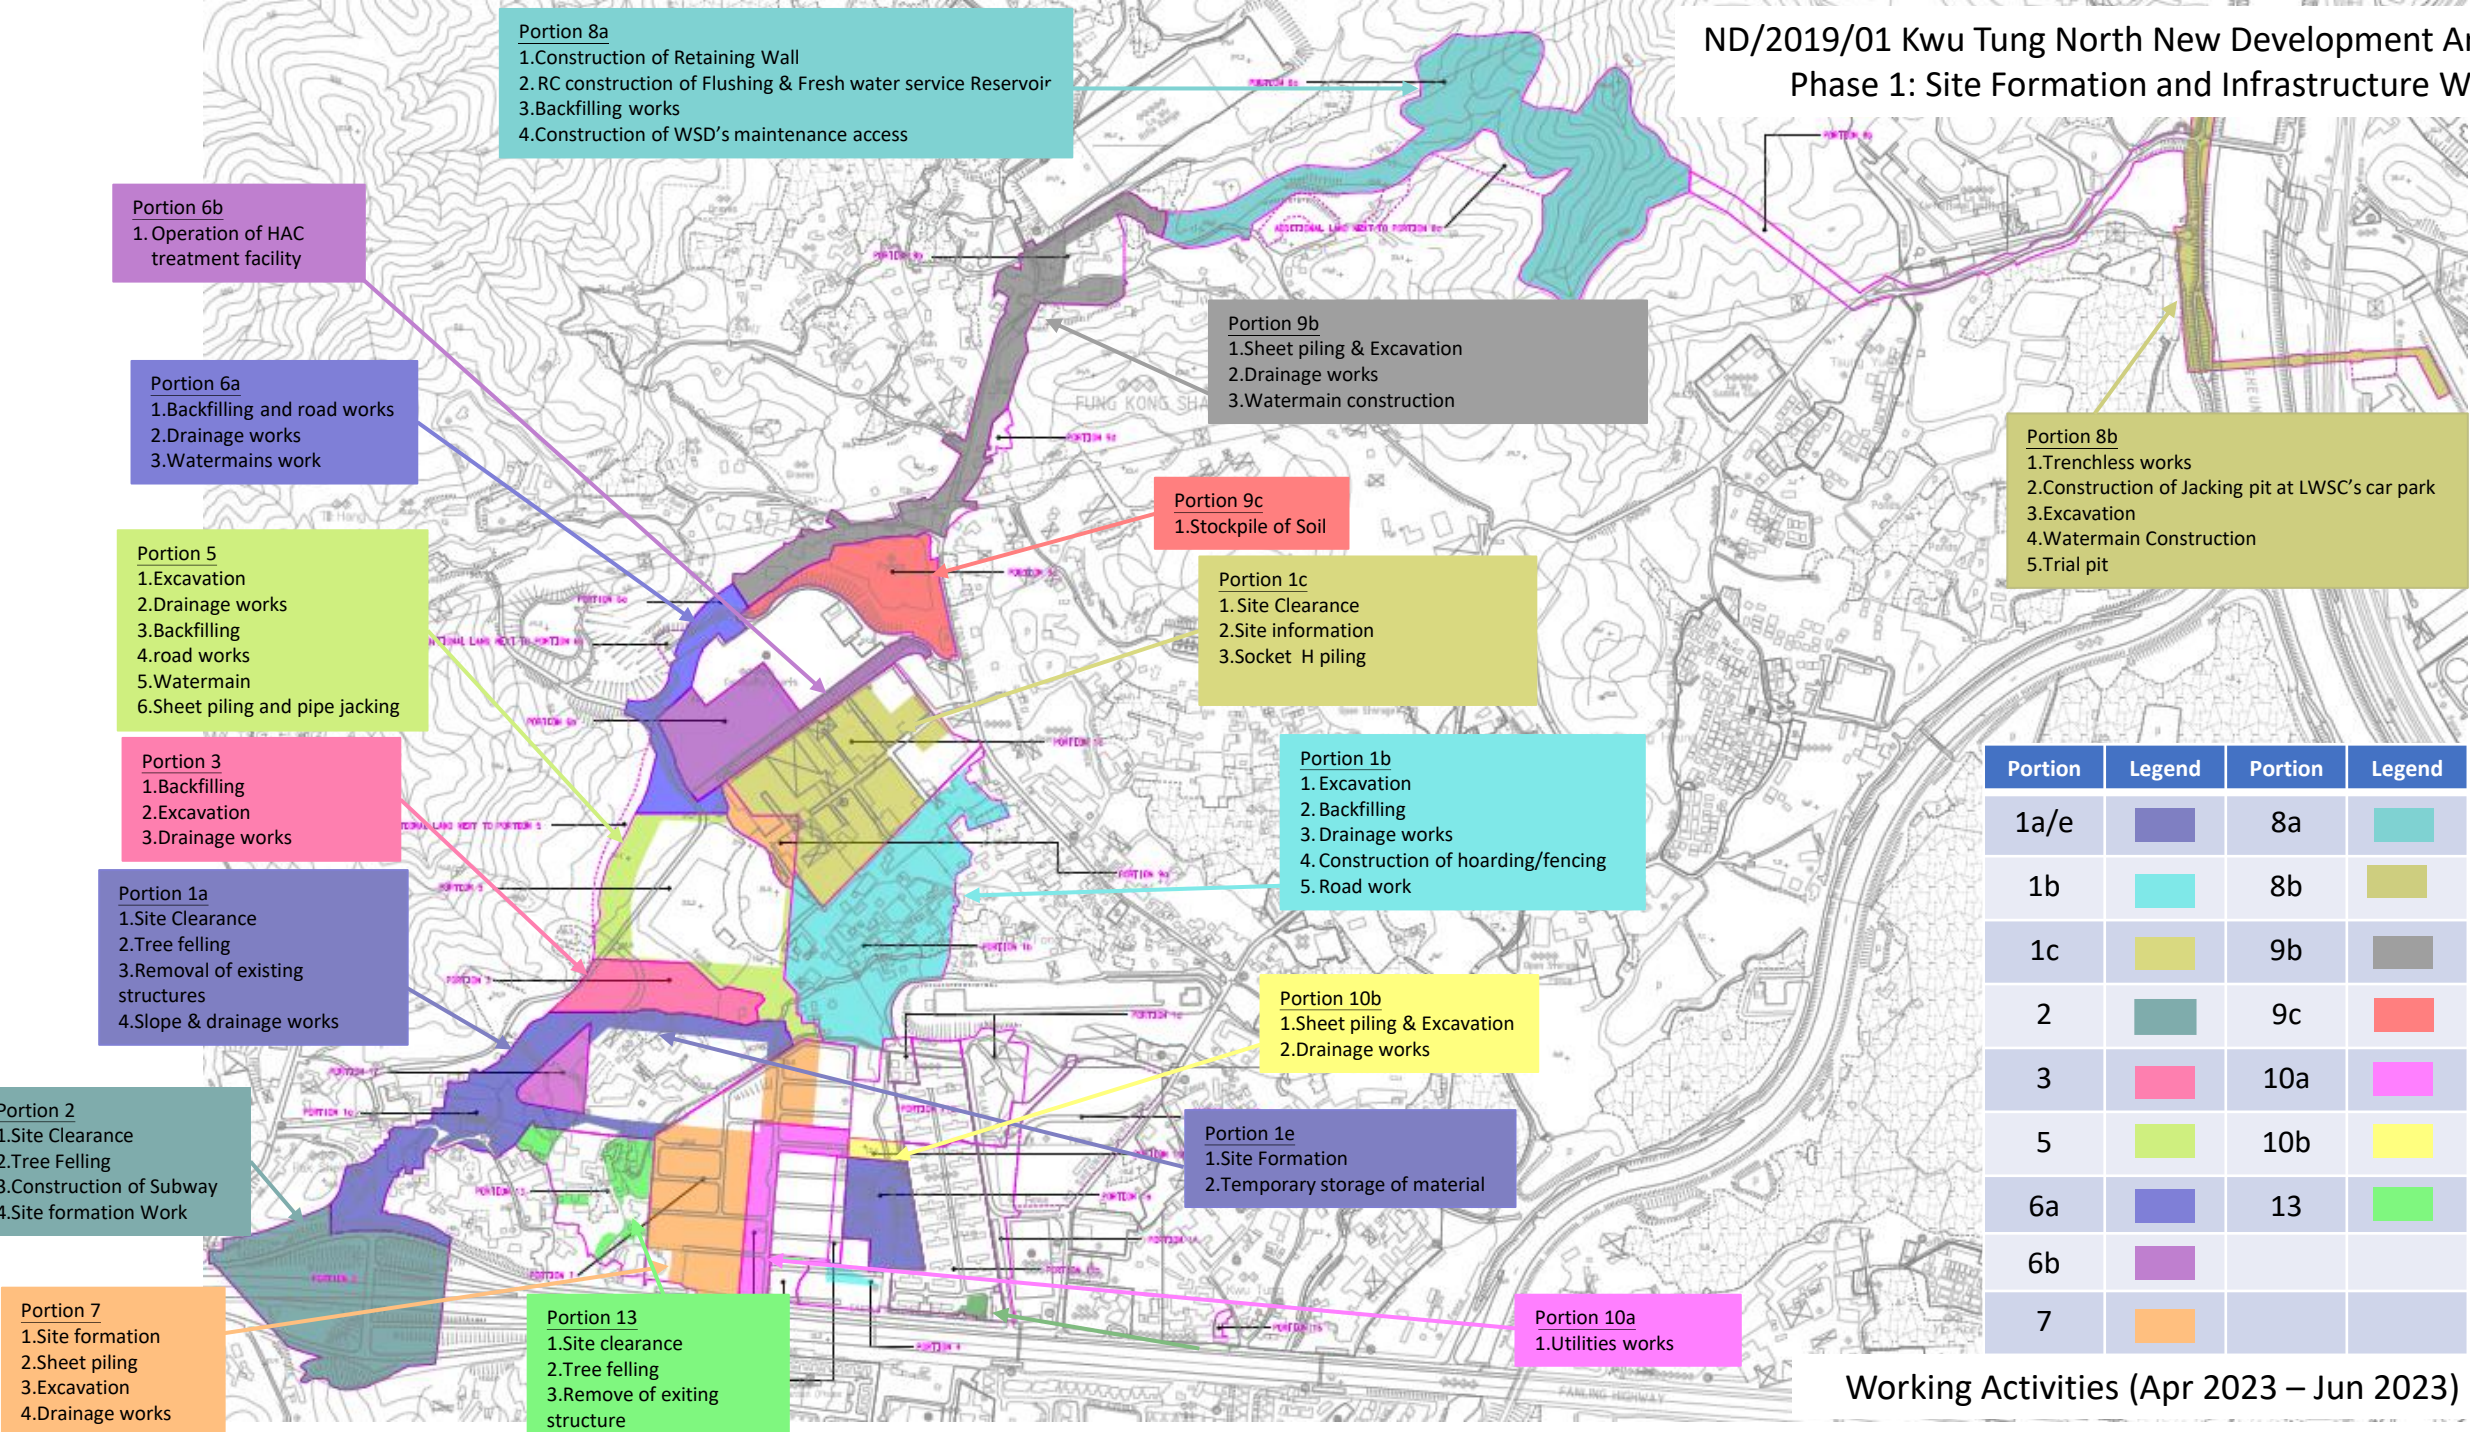 ND/2019/01 Kwu Tung North New Development
Phase 1: Site Formation and Infrastructure
Portion 8a
1.Construction of Retaining Wall
2.RC construction of Flushing & Fresh water service Reservoir
3.Backfilling works
4.Construction of WSD's maintenance access
Portion 6b
1.Operation of HAC
treatment facility
Portion 9b
1.Sheet piling & Excavation
2.Drainage works
3.Watermain construction
Portion 6a
1.Backfilling and road works
2.Drainage works
3.Watermains work
Portion 8b
1.Trenchless works
2.Construction of Jacking pit at LWSC's car park
3.Excavation
4.Watermain Construction
5.Trial pit
Portion 9c
1.Stockpile of Soil
Portion 5
1.Excavation
2.Drainage works
3.Backfilling
4.road works
5.Watermain
6.Sheet piling and pipe jacking
Portion 1c
1.Site Clearance
2.Site information
3.Socket H piling
Portion 3
1.Backfilling
2.Excavation
3.Drainage works
Portion 1b
1.Excavation
2.Backfilling
3.Drainage works
4.Construction of hoarding/fencing
5.Road work
Portion 1a
1.Site Clearance
2.Tree felling
3.Removal of existing
structures
4.Slope & drainage works
Portion 10b
1.Sheet piling & Excavation
2.Drainage works
Portion 2
1.Site Clearance
2.Tree Felling
3.Construction of Subway
4.Site formation Work
Portion 1e
1.Site Formation
2.Temporary storage of material
Portion 7
1.Site formation
2.Sheet piling
3.Excavation
4.Drainage works
Portion 13
1.Site clearance
2.Tree felling
3.Remove of exiting
structure
Portion 10a
1.Utilities works
Portion Legend Portion Legend
1a/e 8a
1b 8b
1c 9b
2 9c
3 10a
5 10b
6a 13
6b
7
FANLING HIGHWAY
Working Activities (Apr 2023 – Jun 2023)